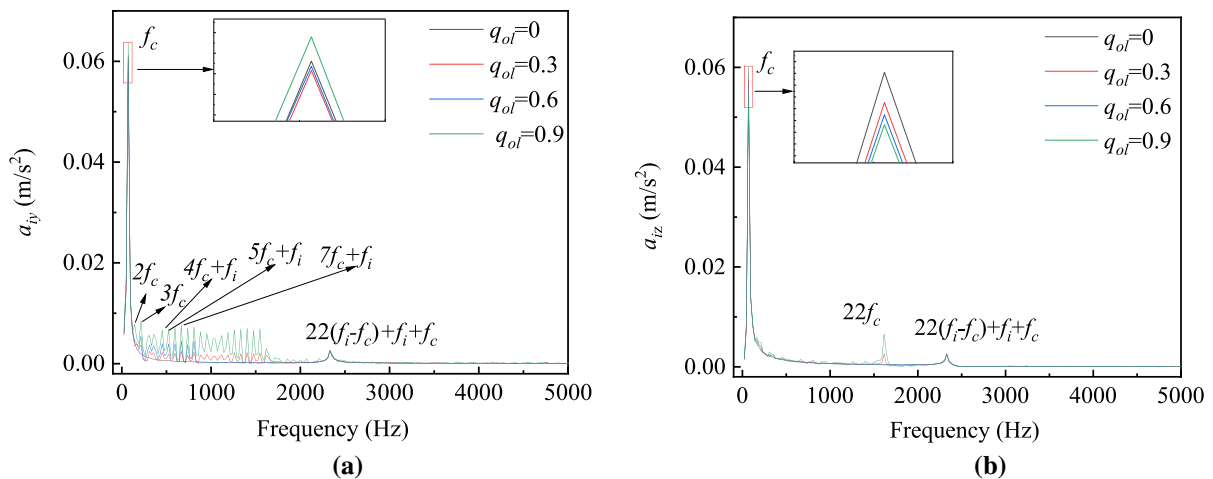 f_c
q_ol=0
q_ol=0.3
q_ol=0.6
q_ol=0.9
0.06
0.04
0.02
0.00
a_iy (m/s²)
2f_c
3f_c
4f_c+f_i
5f_c+f_i
7f_c+f_i
22(f_i-f_c)+f_i+f_c
0 1000 2000 3000 4000 5000
Frequency (Hz)
(a)
f_c
q_ol=0
q_ol=0.3
q_ol=0.6
q_ol=0.9
0.06
0.04
0.02
0.00
a_iz (m/s²)
22f_c
22(f_i-f_c)+f_i+f_c
0 1000 2000 3000 4000 5000
Frequency (Hz)
(b)